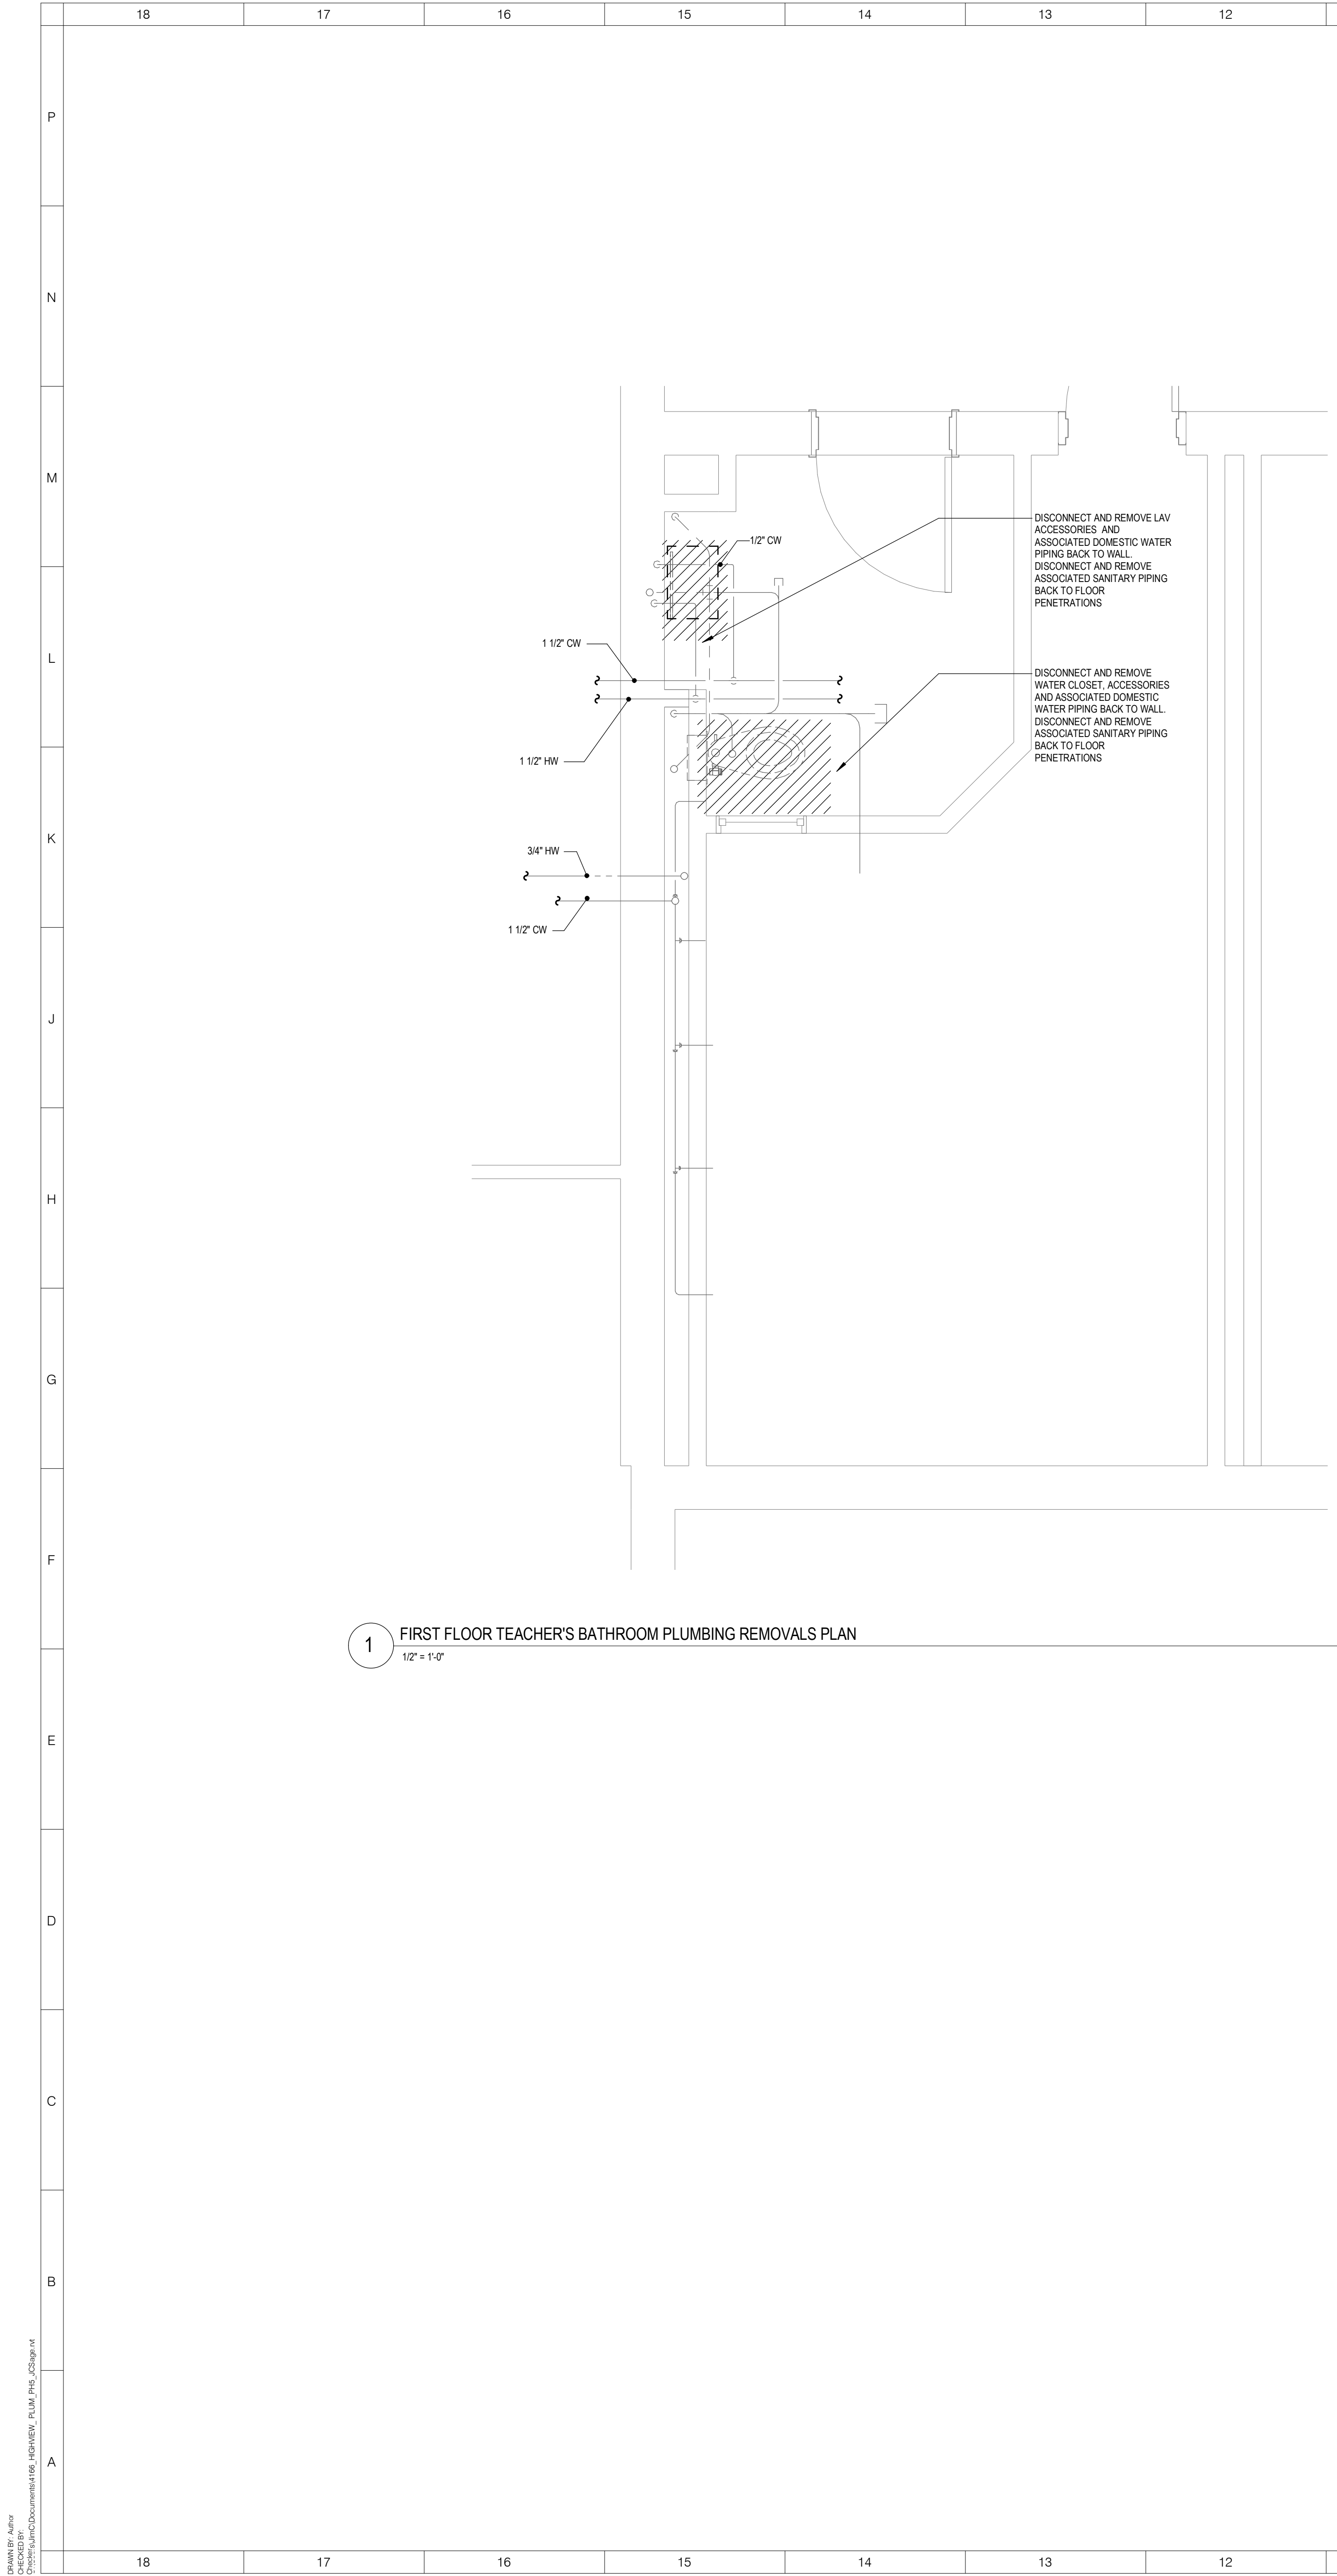 18 17 16 15 14 13 12
P
N
M
DISCONNECT AND REMOVE LAV
ACCESSORIES AND
ASSOCIATED DOMESTIC WATER
PIPING BACK TO WALL.
DISCONNECT AND REMOVE
ASSOCIATED SANITARY PIPING
BACK TO FLOOR
PENETRATIONS
1/2" CW
1 1/2" CW
L
DISCONNECT AND REMOVE
WATER CLOSET, ACCESSORIES
AND ASSOCIATED DOMESTIC
WATER PIPING BACK TO WALL.
DISCONNECT AND REMOVE
ASSOCIATED SANITARY PIPING
BACK TO FLOOR
PENETRATIONS
1 1/2" HW
K
3/4" HW
1 1/2" CW
J
H
G
F
1
FIRST FLOOR TEACHER'S BATHROOM PLUMBING REMOVALS PLAN
1/2" = 1'-0"
E
D
C
B
A
DRAWN BY: Author
CHECKED BY:
\JimC\Documents\4166_HIGHVIEW_PLUM_PH5_JCSage.rvt
18 17 16 15 14 13 12